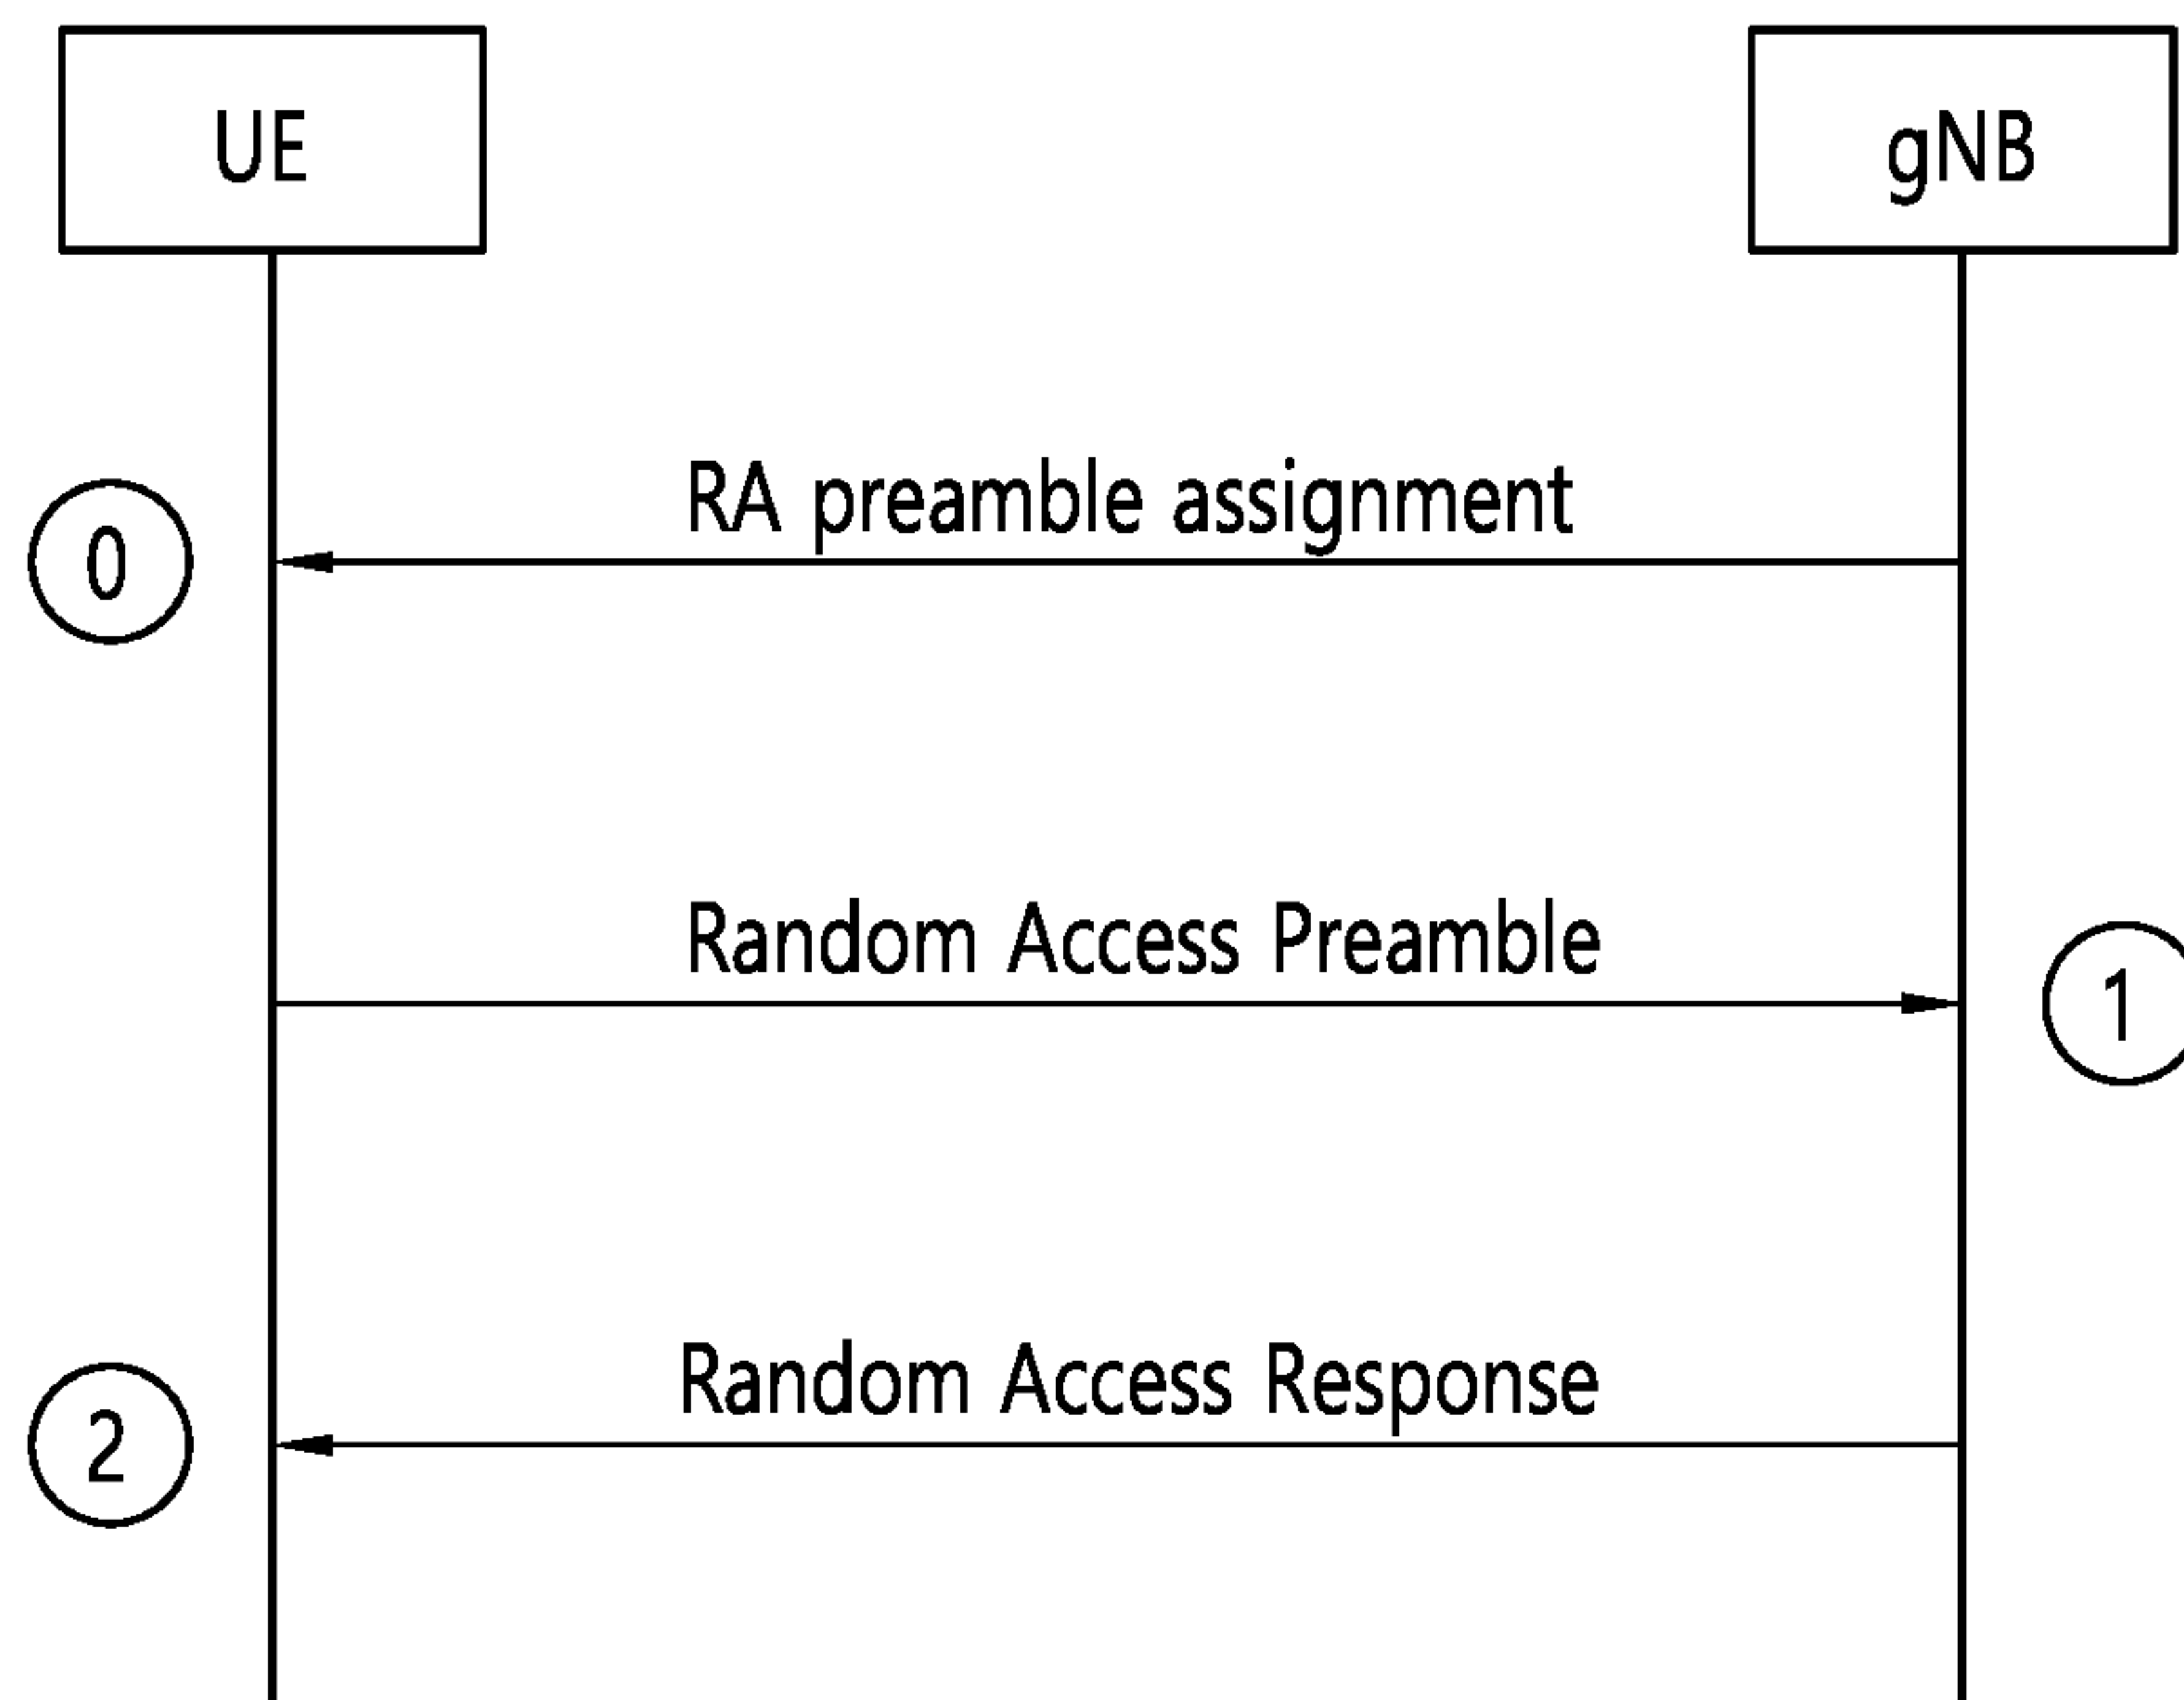 UE
gNB
RA preamble assignment
0
Random Access Preamble
1
Random Access Response
2